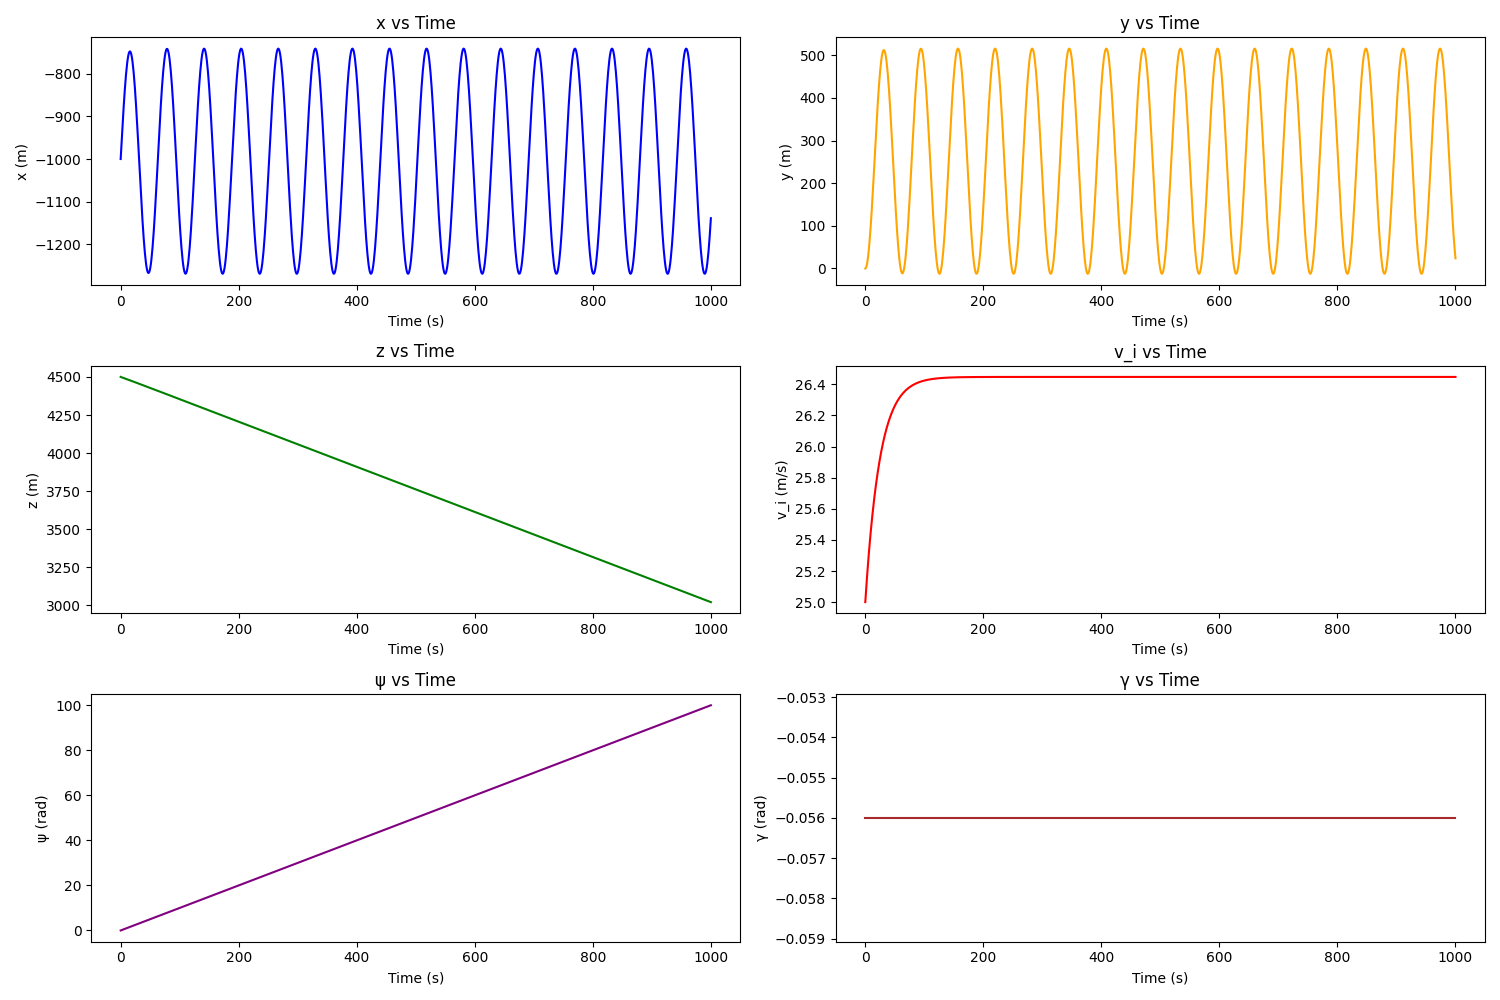 x vs Time
x (m)
−800
−900
−1000
−1100
−1200
0 200 400 600 800 1000
Time (s)
y vs Time
y (m)
500
400
300
200
100
0
0 200 400 600 800 1000
Time (s)
z vs Time
z (m)
4500
4250
4000
3750
3500
3250
3000
0 200 400 600 800 1000
Time (s)
v_i vs Time
v_i (m/s)
26.4
26.2
26.0
25.8
25.6
25.4
25.2
25.0
0 200 400 600 800 1000
Time (s)
ψ vs Time
ψ (rad)
100
80
60
40
20
0
0 200 400 600 800 1000
Time (s)
γ vs Time
γ (rad)
−0.053
−0.054
−0.055
−0.056
−0.057
−0.058
−0.059
0 200 400 600 800 1000
Time (s)